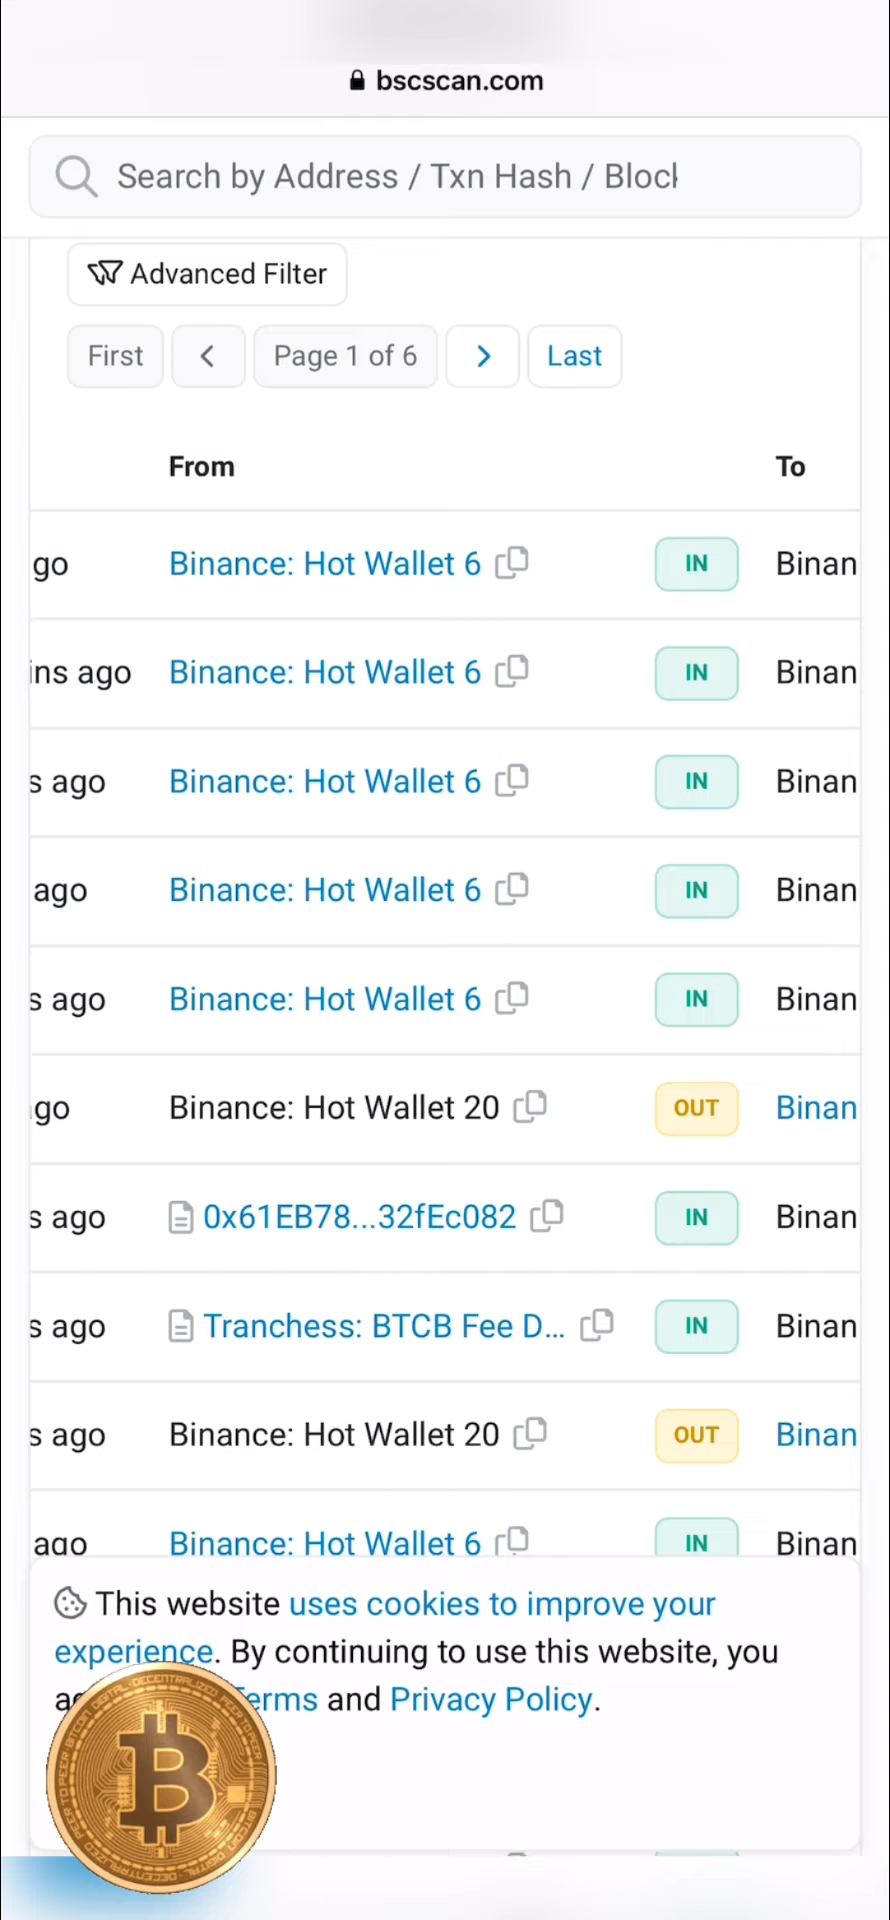 bscscan.com
Search by Address / Txn Hash /
Advanced Filter
First Page 1 of 6 Last
From To
go Binance: Hot Wallet 6 IN Binan
ins ago Binance: Hot Wallet 6 IN Binan
s ago Binance: Hot Wallet 6 IN Binan
ago Binance: Hot Wallet 6 IN Binan
s ago Binance: Hot Wallet 6 IN Binan
go Binance: Hot Wallet 20 OUT Binan
s ago 0x61EB78...32fEc082 IN Binan
s ago Tranchess: BTCB Fee D... IN Binan
s ago Binance: Hot Wallet 20 OUT Binan
ago Binance: Hot Wallet 6 IN Binan
This website uses cookies to improve your
experience. By continuing to use this website, you
erms and Privacy Policy.